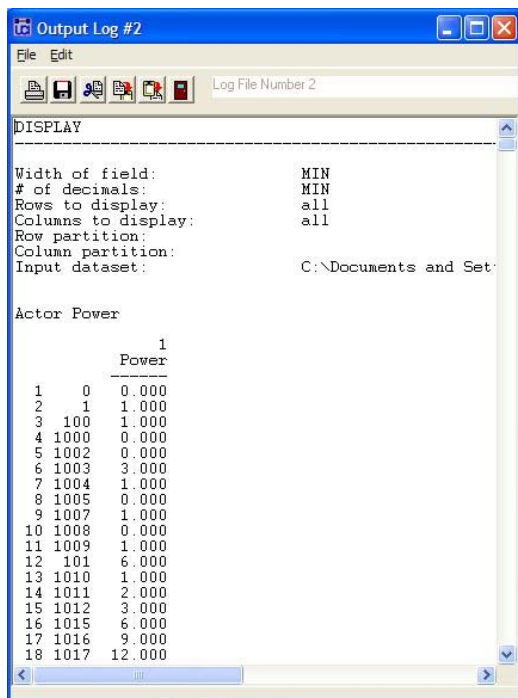 Output Log #2
File Edit
Log File Number 2
DISPLAY
Width of field: MIN
# of decimals: MIN
Rows to display: all
Columns to display: all
Row partition:
Column partition:
Input dataset: C:\Documents and Set
Actor Power
1
Power
1 0 0.000
2 1 1.000
3 100 1.000
4 1000 0.000
5 1002 0.000
6 1003 3.000
7 1004 1.000
8 1005 0.000
9 1007 1.000
10 1008 0.000
11 1009 1.000
12 101 6.000
13 1010 1.000
14 1011 2.000
15 1012 3.000
16 1015 6.000
17 1016 9.000
18 1017 12.000